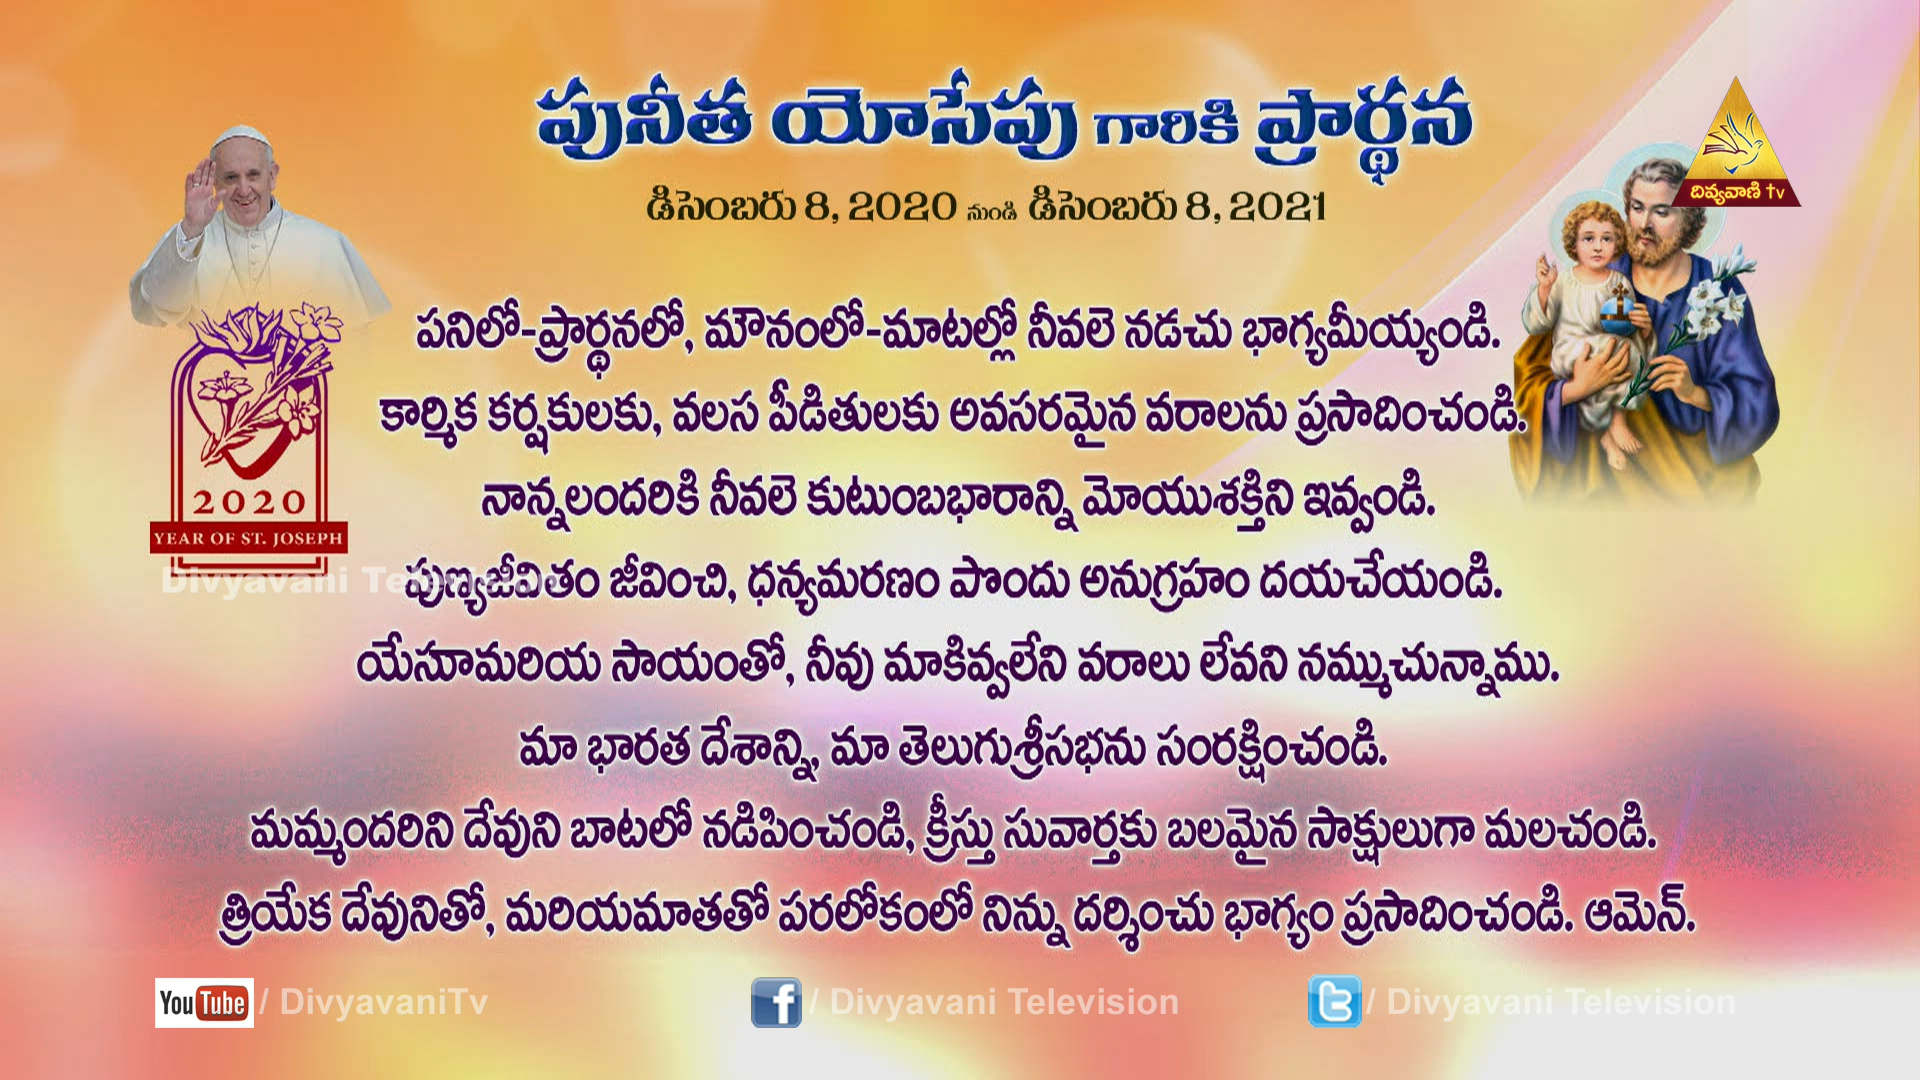 పునీత యోసేపు గారికి ప్రార్థన
దివ్యవాణి tv
డిసెంబరు 8, 2020 నుండి డిసెంబరు 8, 2021
పనిలో-ప్రార్థనలో, మౌనంలో-మాటల్లో నీవలె నడచు భాగ్యమీయ్యండి.
కార్మిక కర్షకులకు, వలస పీడితులకు అవసరమైన వరాలను ప్రసాదించండి.
నాన్నలందరికి నీవలె కుటుంబభారాన్ని మోయుశక్తిని ఇవ్వండి.
2020
YEAR OF ST. JOSEPH
Divyavani Television
పుణ్యజీవితం జీవించి, ధన్యమరణం పొందు అనుగ్రహం దయచేయండి.
యేసూమరియ సాయంతో, నీవు మాకివ్వలేని వరాలు లేవని నమ్ముచున్నాము.
మా భారత దేశాన్ని, మా తెలుగుశ్రీసభను సంరక్షించండి.
మమ్మందరిని దేవుని బాటలో నడిపించండి, క్రీస్తు సువార్తకు బలమైన సాక్షులుగా మలచండి.
త్రియేక దేవునితో, మరియమాతతో పరలోకంలో నిన్ను దర్శించు భాగ్యం ప్రసాదించండి. ఆమెన్.
YouTube / DivyavaniTv
f / Divyavani Television
t / Divyavani Television